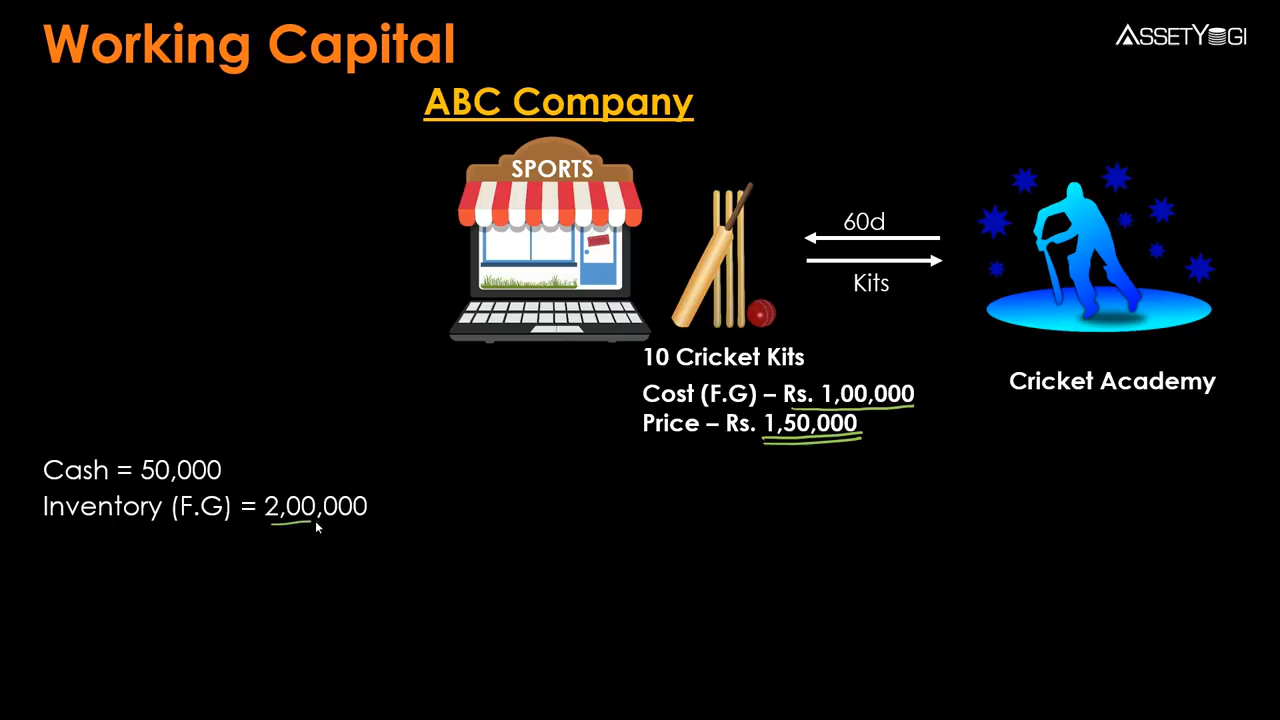 Working Capital
ASSETYOGI
ABC Company
SPORTS
60d
Kits
10 Cricket Kits
Cost (F.G) – Rs. 1,00,000
Price – Rs. 1,50,000
Cricket Academy
Cash = 50,000
Inventory (F.G) = 2,00,000